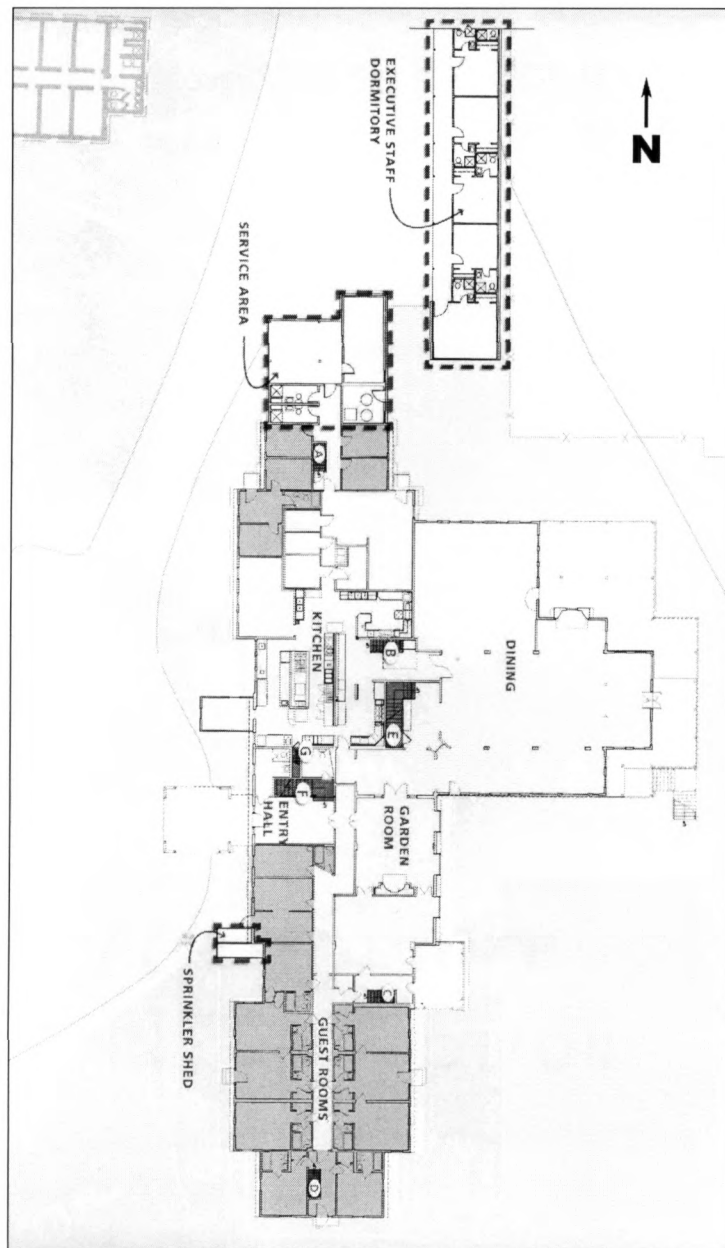 N
EXECUTIVE STAFF
DORMITORY
SERVICE AREA
A
KITCHEN
B
DINING
E
G
F
ENTRY
HALL
GARDEN
ROOM
SPRINKLER SHED
C
GUEST ROOMS
D